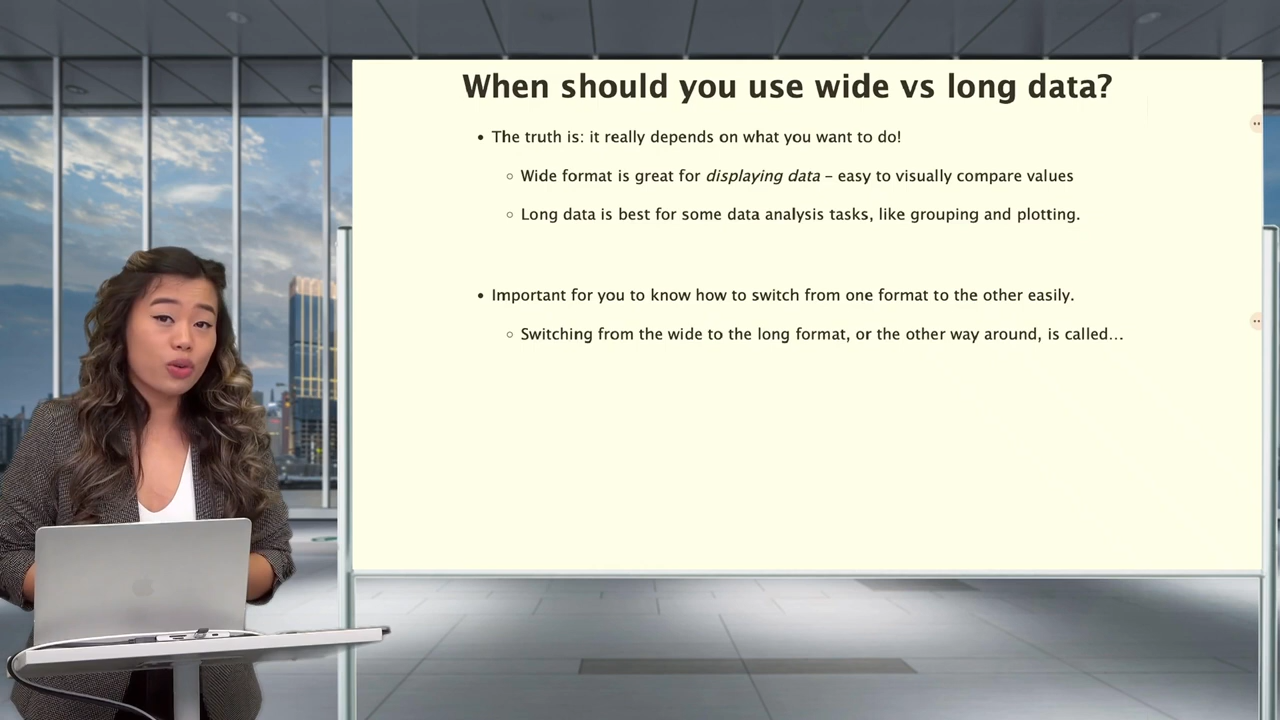 When should you use wide vs long data?
• The truth is: it really depends on what you want to do!
◦ Wide format is great for displaying data – easy to visually compare values
◦ Long data is best for some data analysis tasks, like grouping and plotting.
• Important for you to know how to switch from one format to the other easily.
◦ Switching from the wide to the long format, or the other way around, is called…